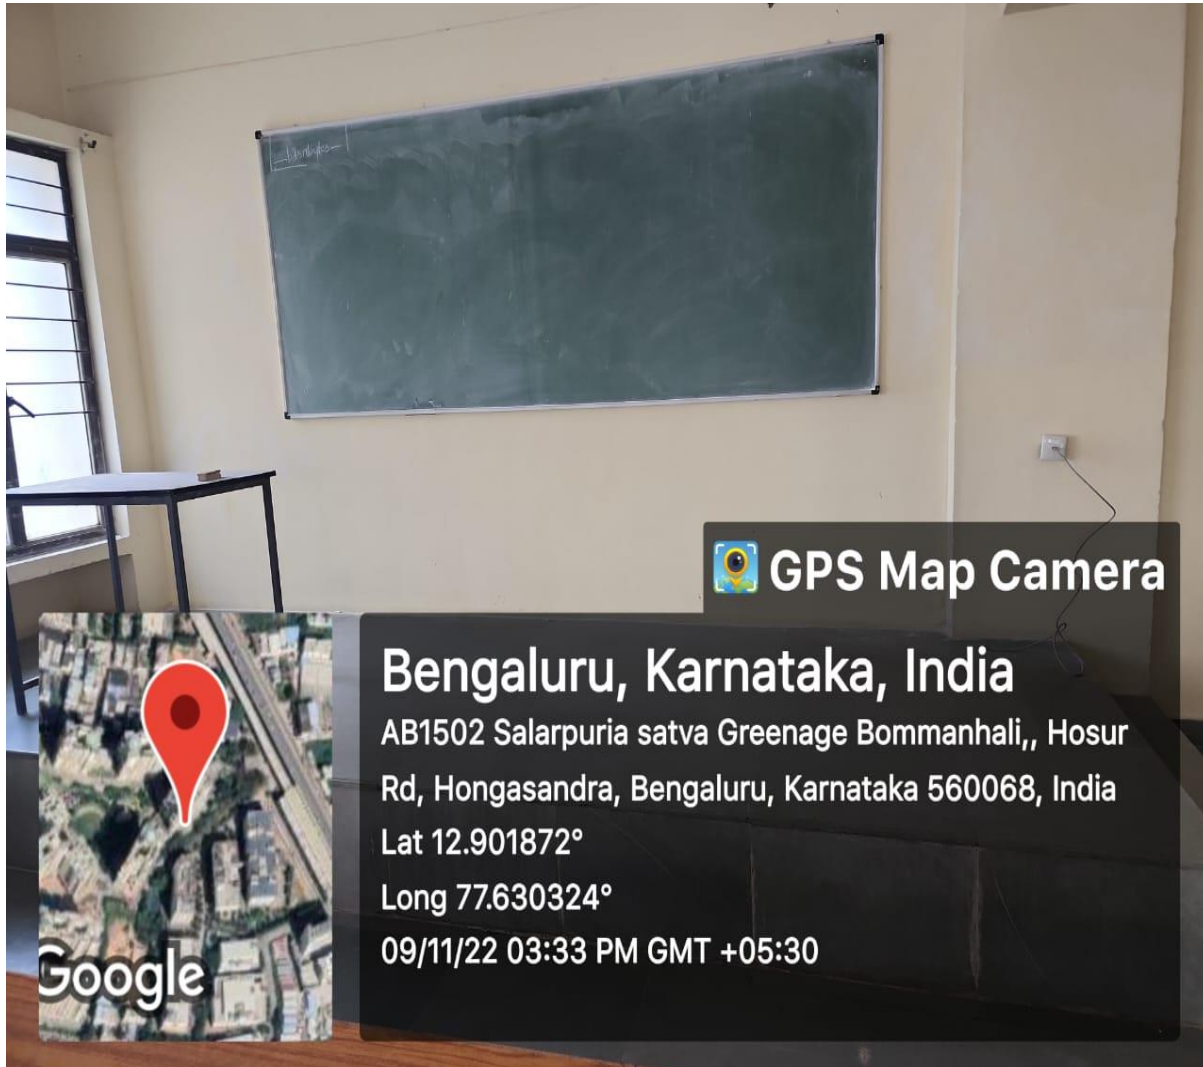 GPS Map Camera
Bengaluru, Karnataka, India
AB1502 Salarpuria satva Greenage Bommanhali,, Hosur
Rd, Hongasandra, Bengaluru, Karnataka 560068, India
Lat 12.901872°
Long 77.630324°
09/11/22 03:33 PM GMT +05:30
Google